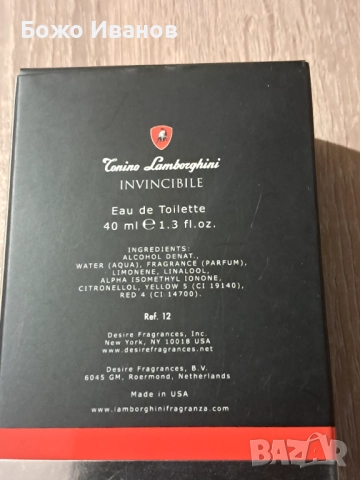 Божо Иванов
Tonino Lamborghini
INVINCIBILE
Eau de Toilette
40 ml e 1.3 fl.oz.
INGREDIENTS:
ALCOHOL DENAT.,
WATER (AQUA), FRAGRANCE (PARFUM),
LIMONENE, LINALOOL,
ALPHA ISOMETHYL IONONE,
CITRONELLOL, YELLOW 5 (CI 19140),
RED 4 (CI 14700).
Ref. 12
Desire Fragrances, Inc.
New York, NY 10018 USA
www.desirefragrances.net
Desire Fragrances, B.V.
6045 GM, Roermond, Netherlands
Made in USA
www.lamborghinifragranza.com
BAZAR
bg